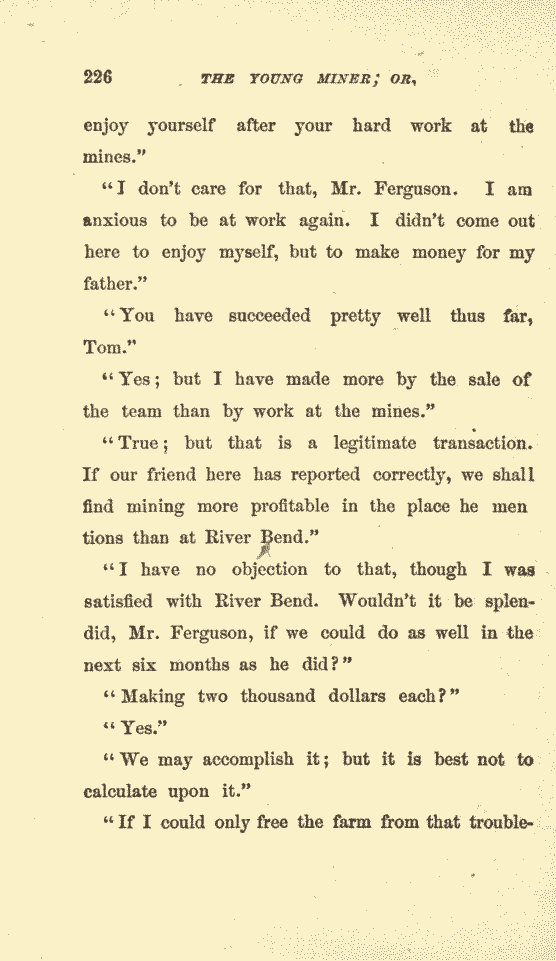 226 THE YOUNG MINER; OR,
enjoy yourself after your hard work at the
mines."
"I don't care for that, Mr. Ferguson. I am
anxious to be at work again. I didn't come out
here to enjoy myself, but to make money for my
father."
"You have succeeded pretty well thus far,
Tom."
"Yes; but I have made more by the sale of
the team than by work at the mines."
"True; but that is a legitimate transaction.
If our friend here has reported correctly, we shall
find mining more profitable in the place he men
tions than at River Bend."
"I have no objection to that, though I was
satisfied with River Bend. Wouldn't it be splen-
did, Mr. Ferguson, if we could do as well in the
next six months as he did?"
"Making two thousand dollars each?"
"Yes."
"We may accomplish it; but it is best not to
calculate upon it."
"If I could only free the farm from that trouble-